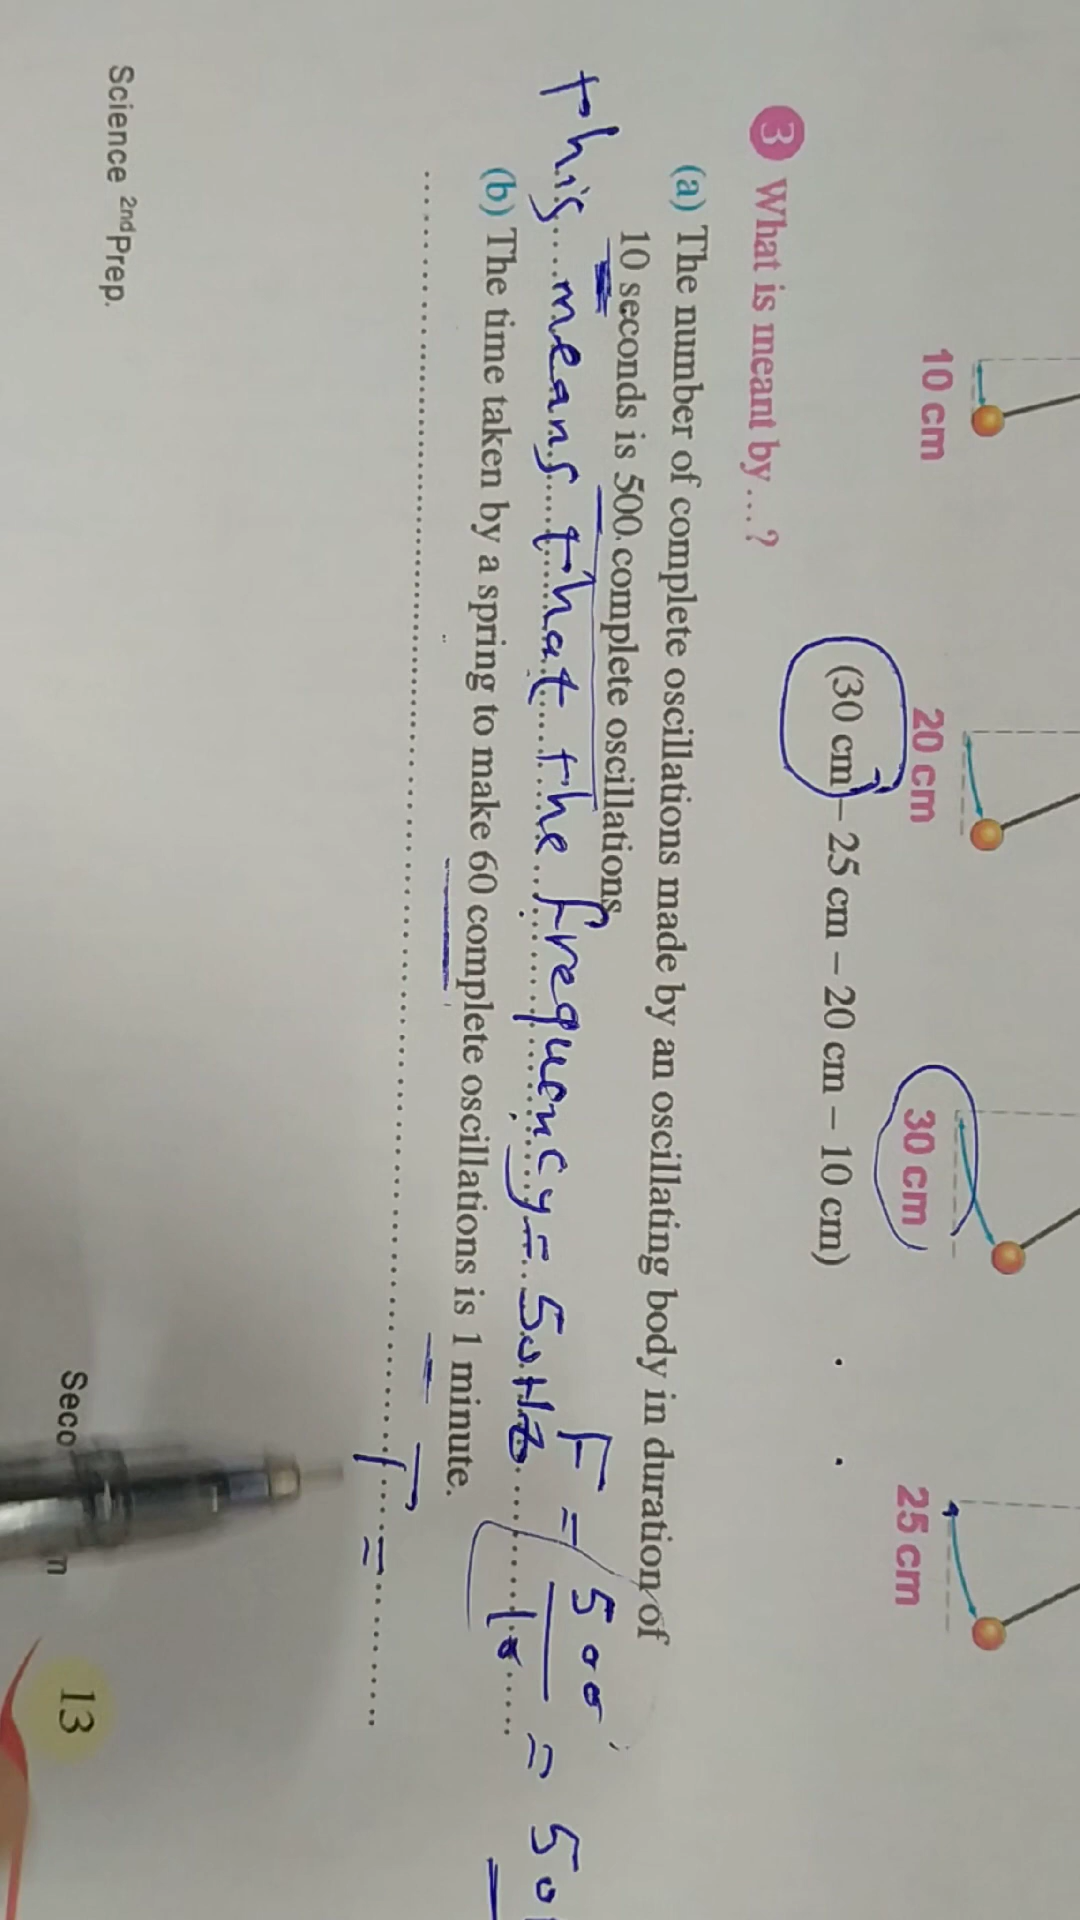 10 cm 20 cm 30 cm 25 cm
(30 cm – 25 cm – 20 cm – 10 cm)
3 What is meant by ... ?
(a) The number of complete oscillations made by an oscillating body in duration of
10 seconds is 500 complete oscillations.
F = 500 / 10 = 50
this means that the frequency = 50 Hz
(b) The time taken by a spring to make 60 complete oscillations is 1 minute.
T =
Science 2nd Prep.
13